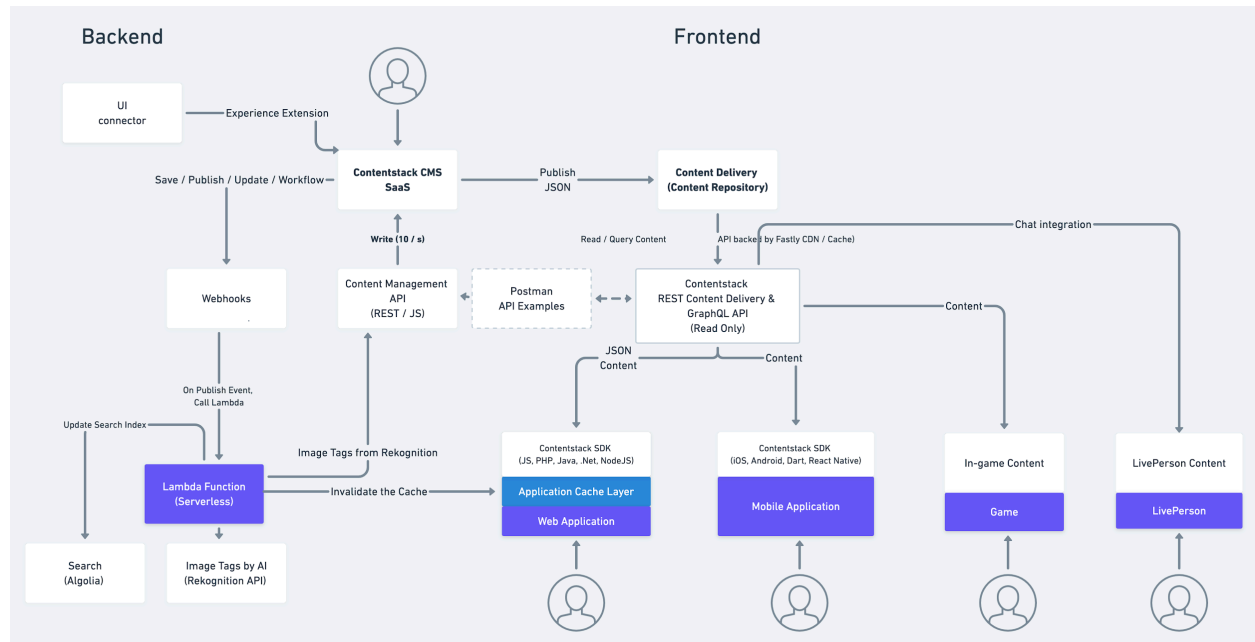 Backend
Frontend
UI
connector
Experience Extension
Contentstack CMS
SaaS
Publish
JSON
Content Delivery
(Content Repository)
Save / Publish / Update / Workflow
Write (10 / s)
Read / Query Content
API backed by Fastly CDN / Cache)
Chat integration
Webhooks
Content Management
API
(REST / JS)
Postman
API Examples
Contentstack
REST Content Delivery &
GraphQL API
(Read Only)
Content
JSON
Content
Content
On Publish Event,
Call Lambda
Update Search Index
Image Tags from Rekognition
Lambda Function
(Serverless)
Invalidate the Cache
Contentstack SDK
(JS, PHP, Java, .Net, NodeJS)
Application Cache Layer
Web Application
Contentstack SDK
(iOS, Android, Dart, React Native)
Mobile Application
In-game Content
Game
LivePerson Content
LivePerson
Search
(Algolia)
Image Tags by AI
(Rekognition API)